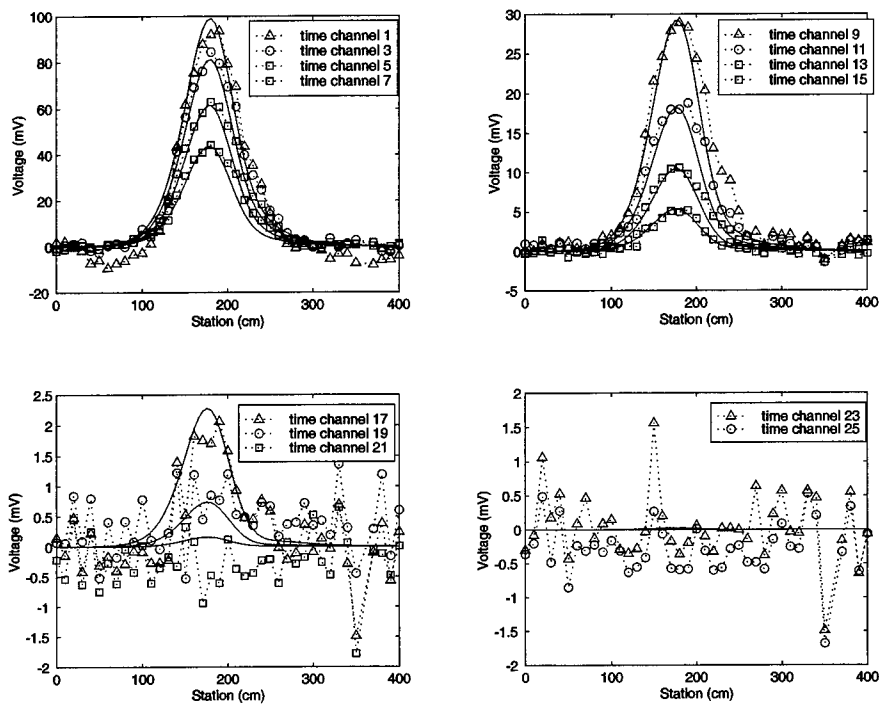 100
80
60
40
20
0
-20
Voltage (mV)
0 100 200 300 400
Station (cm)
time channel 1
time channel 3
time channel 5
time channel 7
30
25
20
15
10
5
0
-5
Voltage (mV)
0 100 200 300 400
Station (cm)
time channel 9
time channel 11
time channel 13
time channel 15
2.5
2
1.5
1
0.5
0
-0.5
-1
-1.5
-2
Voltage (mV)
0 100 200 300 400
Station (cm)
time channel 17
time channel 19
time channel 21
2
1.5
1
0.5
0
-0.5
-1
-1.5
-2
Voltage (mV)
0 100 200 300 400
Station (cm)
time channel 23
time channel 25